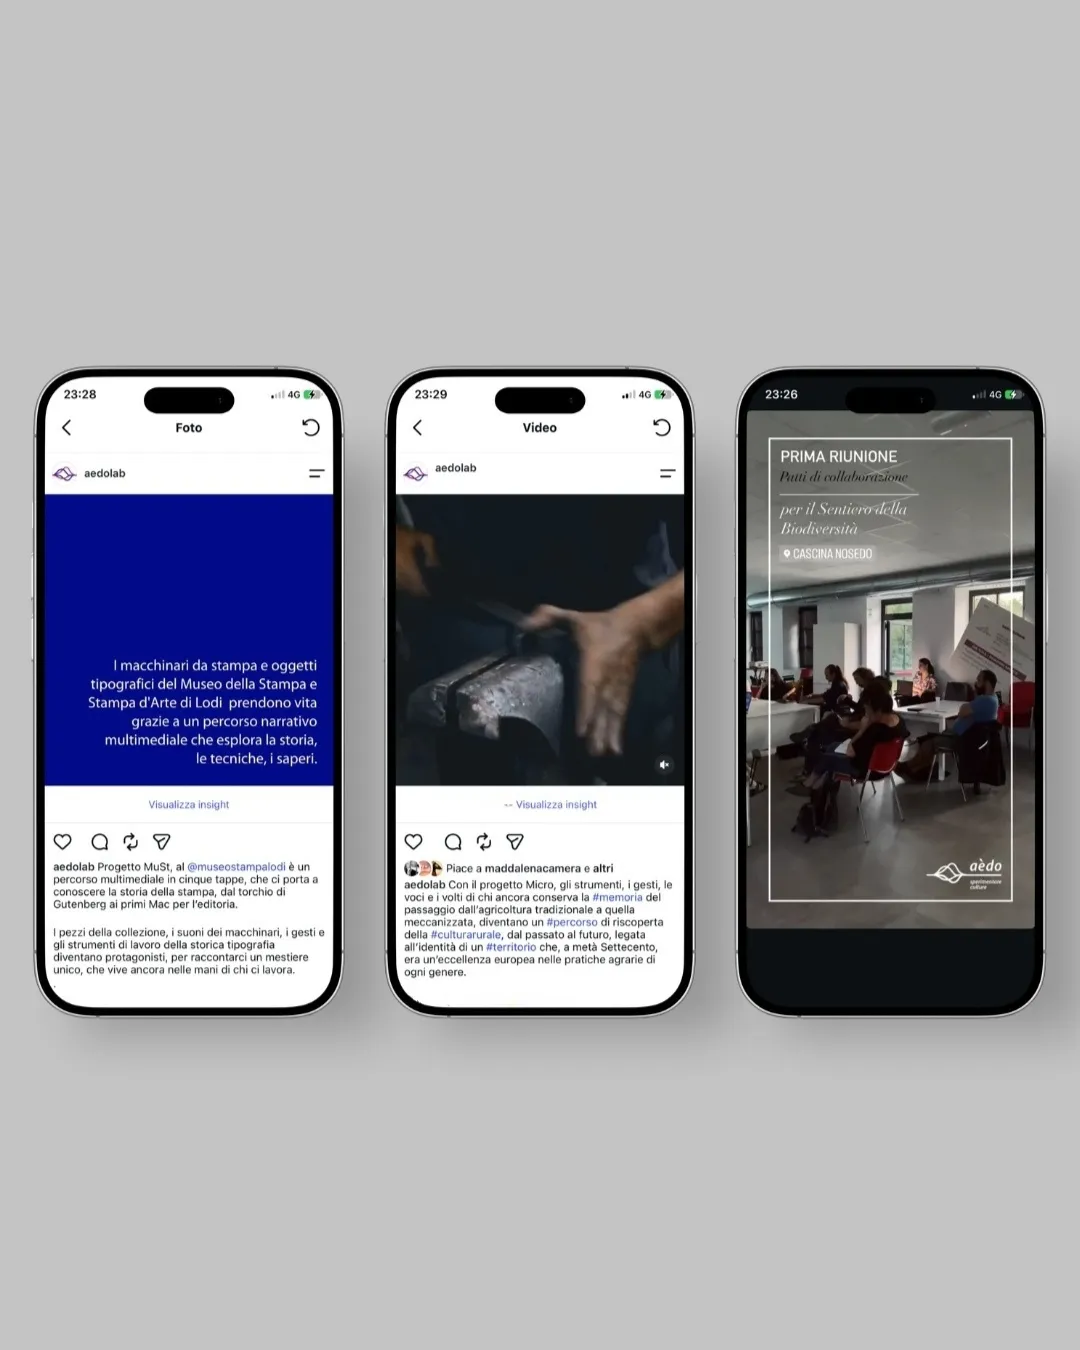 23:28
4G
Foto
aedolab
I macchinari da stampa e oggetti
tipografici del Museo della Stampa e
Stampa d'Arte di Lodi prendono vita
grazie a un percorso narrativo
multimediale che esplora la storia,
le tecniche, i saperi.
Visualizza insight
aedolab Progetto MuSt, al @museostampalodi è un
percorso multimediale in cinque tappe, che ci porta a
conoscere la storia della stampa, dal torchio di
Gutenberg ai primi Mac per l'editoria.
I pezzi della collezione, i suoni dei macchinari, i gesti e
gli strumenti di lavoro della storica tipografia
diventano protagonisti, per raccontarci un mestiere
unico, che vive ancora nelle mani di chi ci lavora.
.
23:29
4G
Video
aedolab
-- Visualizza insight
Piace a maddalenacamera e altri
aedolab Con il progetto Micro, gli strumenti, i gesti, le
voci e i volti di chi ancora conserva la #memoria del
passaggio dall'agricoltura tradizionale a quella
meccanizzata, diventano un #percorso di riscoperta
della #culturarurale, dal passato al futuro, legata
all'identità di un #territorio che, a metà Settecento,
era un'eccellenza europea nelle pratiche agrarie di
ogni genere.
23:26
4G
PRIMA RIUNIONE
Patti di collaborazione
per il Sentiero della
Biodiversità
CASCINA NOSEDO
aèdo
sperimentiamo
culture